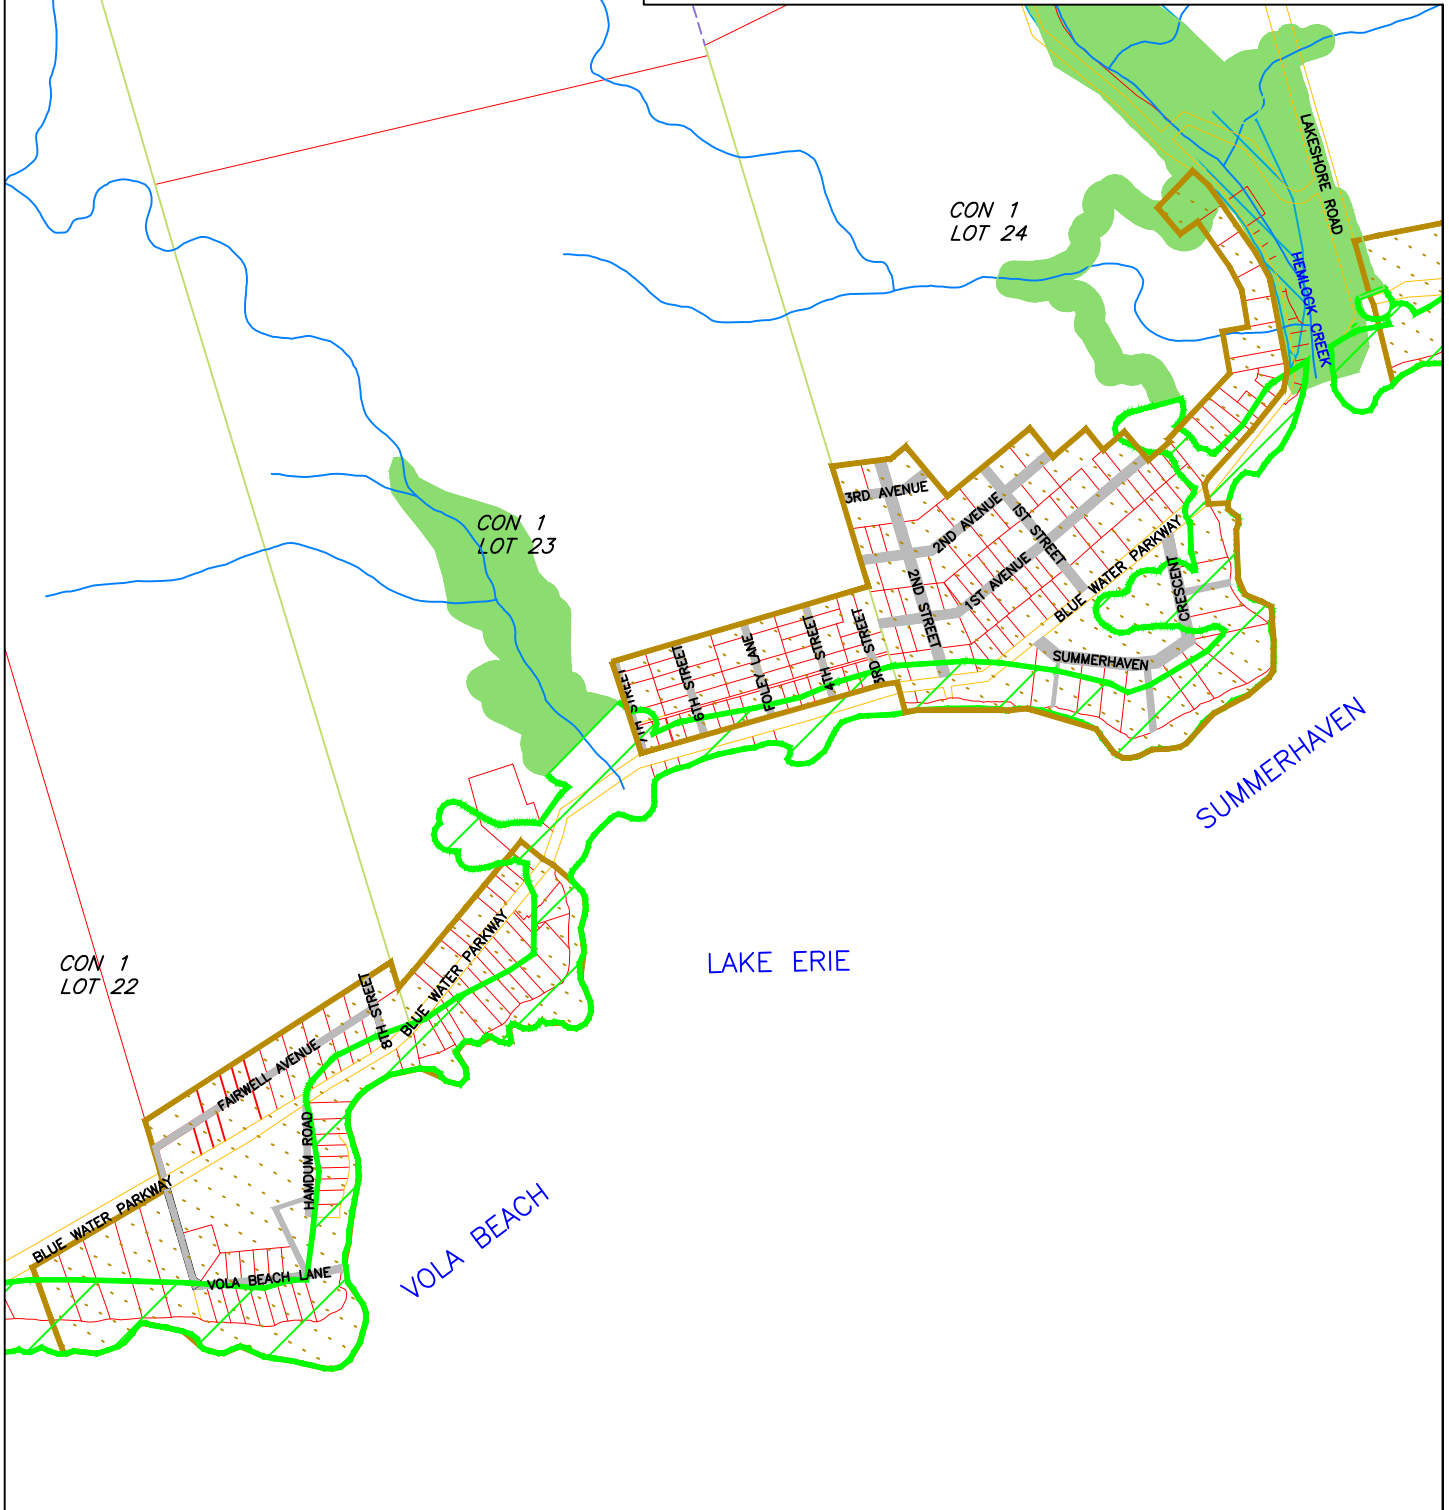 LAKESHORE ROAD
CON 1
LOT 24
HEMLOCK CREEK
3RD AVENUE
2ND AVENUE
1ST STREET
CON 1
LOT 23
1ST AVENUE
BLUE WATER PARKWAY
2ND STREET
CRESCENT
3RD STREET
4TH STREET
FOLEY LANE
6TH STREET
STREET
SUMMERHAVEN
SUMMERHAVEN
BLUE WATER PARKWAY
LAKE ERIE
CON 1
LOT 22
8TH STREET
FAIRWELL AVENUE
HAMDUM ROAD
BLUE WATER PARKWAY
VOLA BEACH
VOLA BEACH LANE